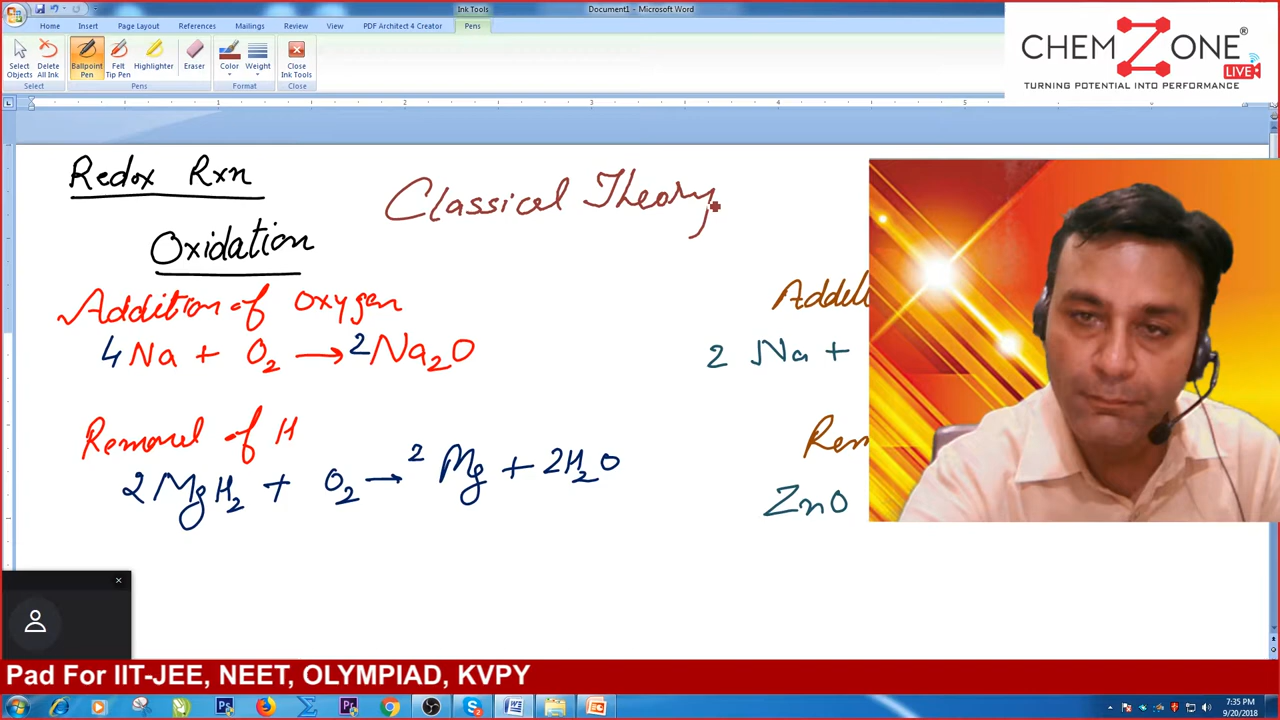 Ink Tools
Document1 - Microsoft Word
Home Insert Page Layout References Mailings Review View PDF Architect 4 Creator Pens
Select Objects
Delete All Ink
Ballpoint Pen
Felt Tip Pen
Highlighter
Eraser
Color
Weight
Close Ink Tools
Select Pens Format Close
CHEMZONE®
LIVE
TURNING POTENTIAL INTO PERFORMANCE
1 2 3 5
Redox Rxn
Classical Theory
Oxidation
Addition of Oxygen
4Na + O2 → 2Na2O
2 Na +
Removal of H
Rem
2MgH2 + O2 → 2Mg + 2H2O
ZnO
Pad For IIT-JEE, NEET, OLYMPIAD, KVPY
7:35 PM
9/20/2018